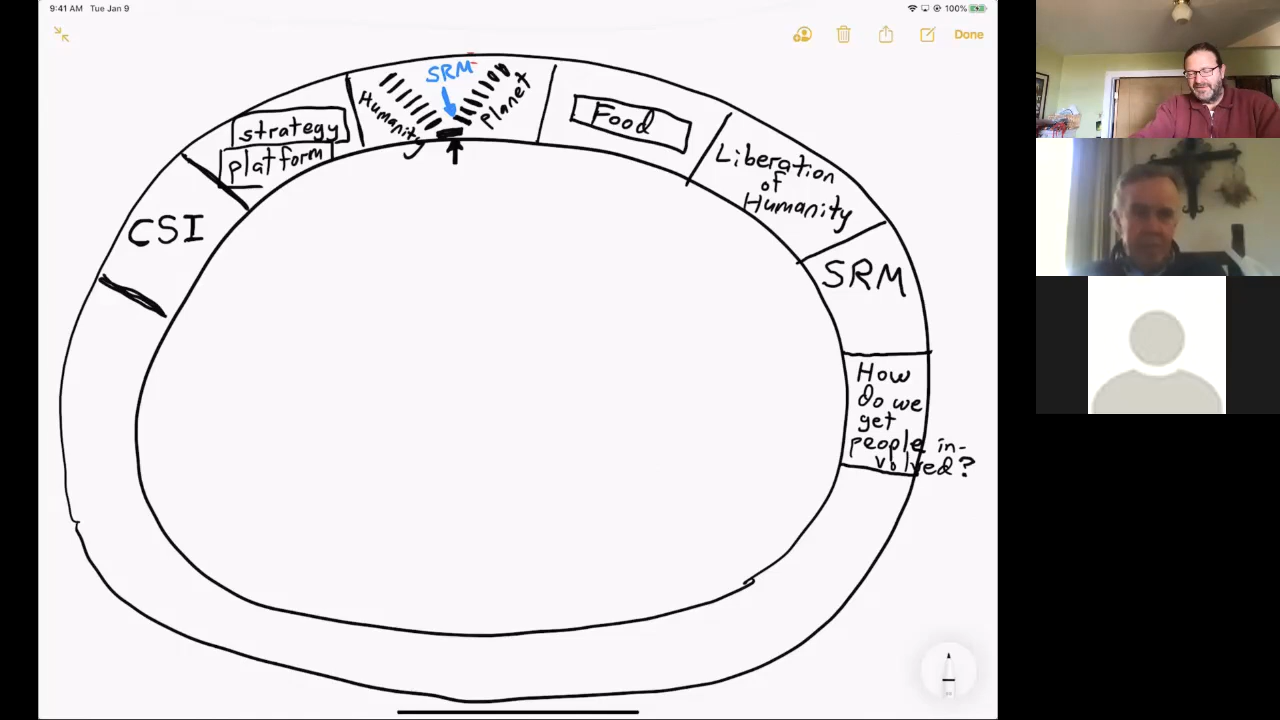 9:41 AM Tue Jan 9
100%
Done
SRM
Humanity
Planet
strategy
platform
CSI
Food
Liberation
of
Humanity
SRM
How
Do we
get
people in-
volved?